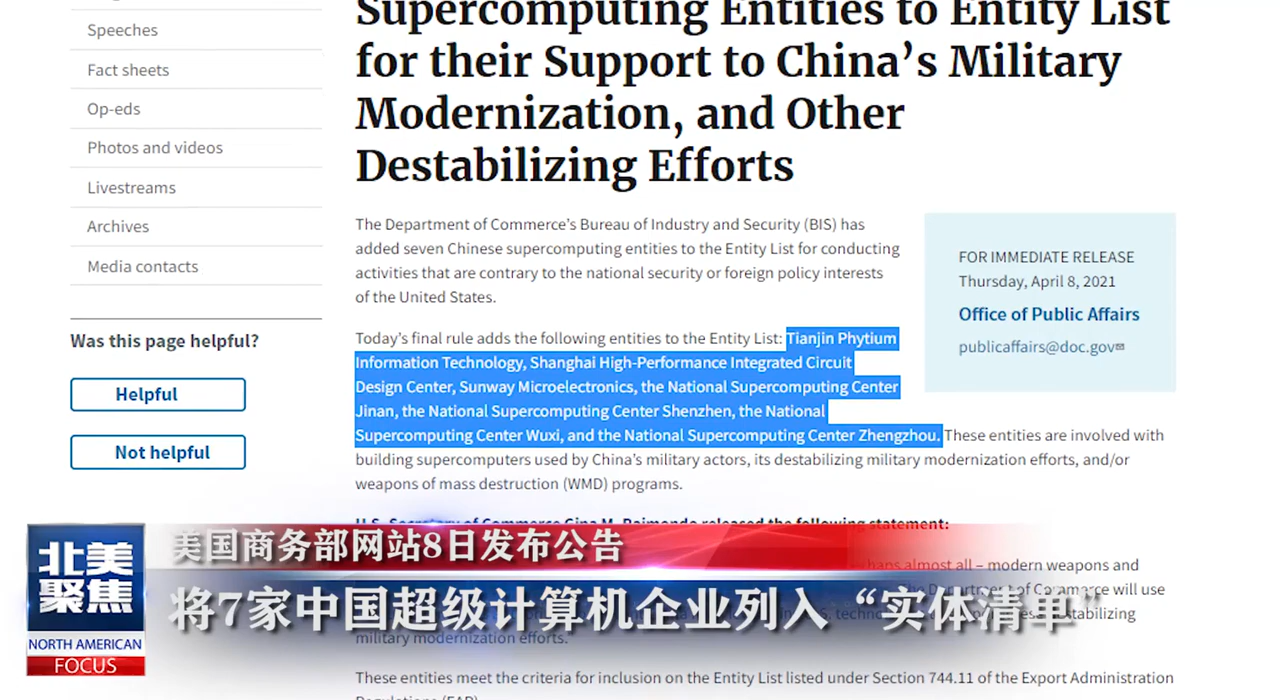 Supercomputing Entities to Entity List
for their Support to China's Military
Modernization, and Other
Destabilizing Efforts
Speeches
Fact sheets
Op-eds
Photos and videos
Livestreams
Archives
Media contacts
Was this page helpful?
Helpful
Not helpful
The Department of Commerce's Bureau of Industry and Security (BIS) has
added seven Chinese supercomputing entities to the Entity List for conducting
activities that are contrary to the national security or foreign policy interests
of the United States.
FOR IMMEDIATE RELEASE
Thursday, April 8, 2021
Office of Public Affairs
publicaffairs@doc.gov
Today's final rule adds the following entities to the Entity List: Tianjin Phytium
Information Technology, Shanghai High-Performance Integrated Circuit
Design Center, Sunway Microelectronics, the National Supercomputing Center
Jinan, the National Supercomputing Center Shenzhen, the National
Supercomputing Center Wuxi, and the National Supercomputing Center Zhengzhou. These entities are involved with
building supercomputers used by China's military actors, its destabilizing military modernization efforts, and/or
weapons of mass destruction (WMD) programs.
U.S. Secretary of Commerce Gina M. Raimondo released the following statement:
almost all – modern weapons and
The Department of Commerce will use
destabilizing
military modernization efforts."
These entities meet the criteria for inclusion on the Entity List listed under Section 744.11 of the Export Administration
北美
聚焦
NORTH AMERICAN
FOCUS
美国商务部网站8日发布公告
将7家中国超级计算机企业列入“实体清单”